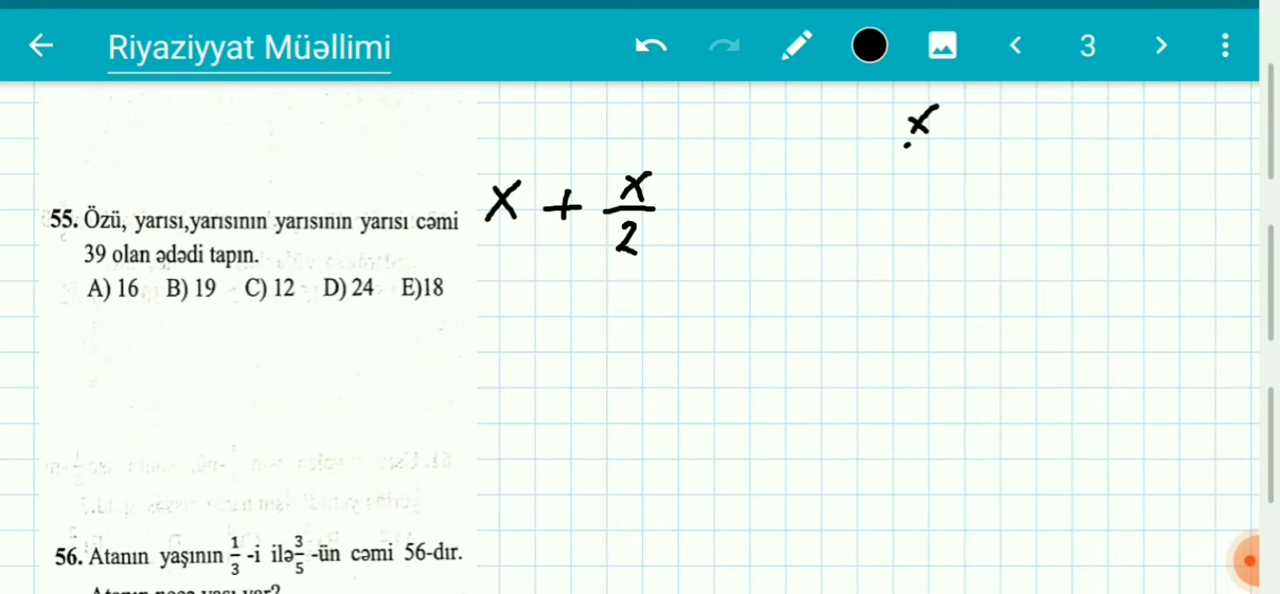 Riyaziyyat Müəllimi
3
x
x + x/2
55. Özü, yarısı,yarısının yarısının yarısı cəmi
39 olan ədədi tapın.
A) 16 B) 19 C) 12 D) 24 E)18
56. Atanın yaşının 1/3 -i ilə 3/5 -ün cəmi 56-dır.